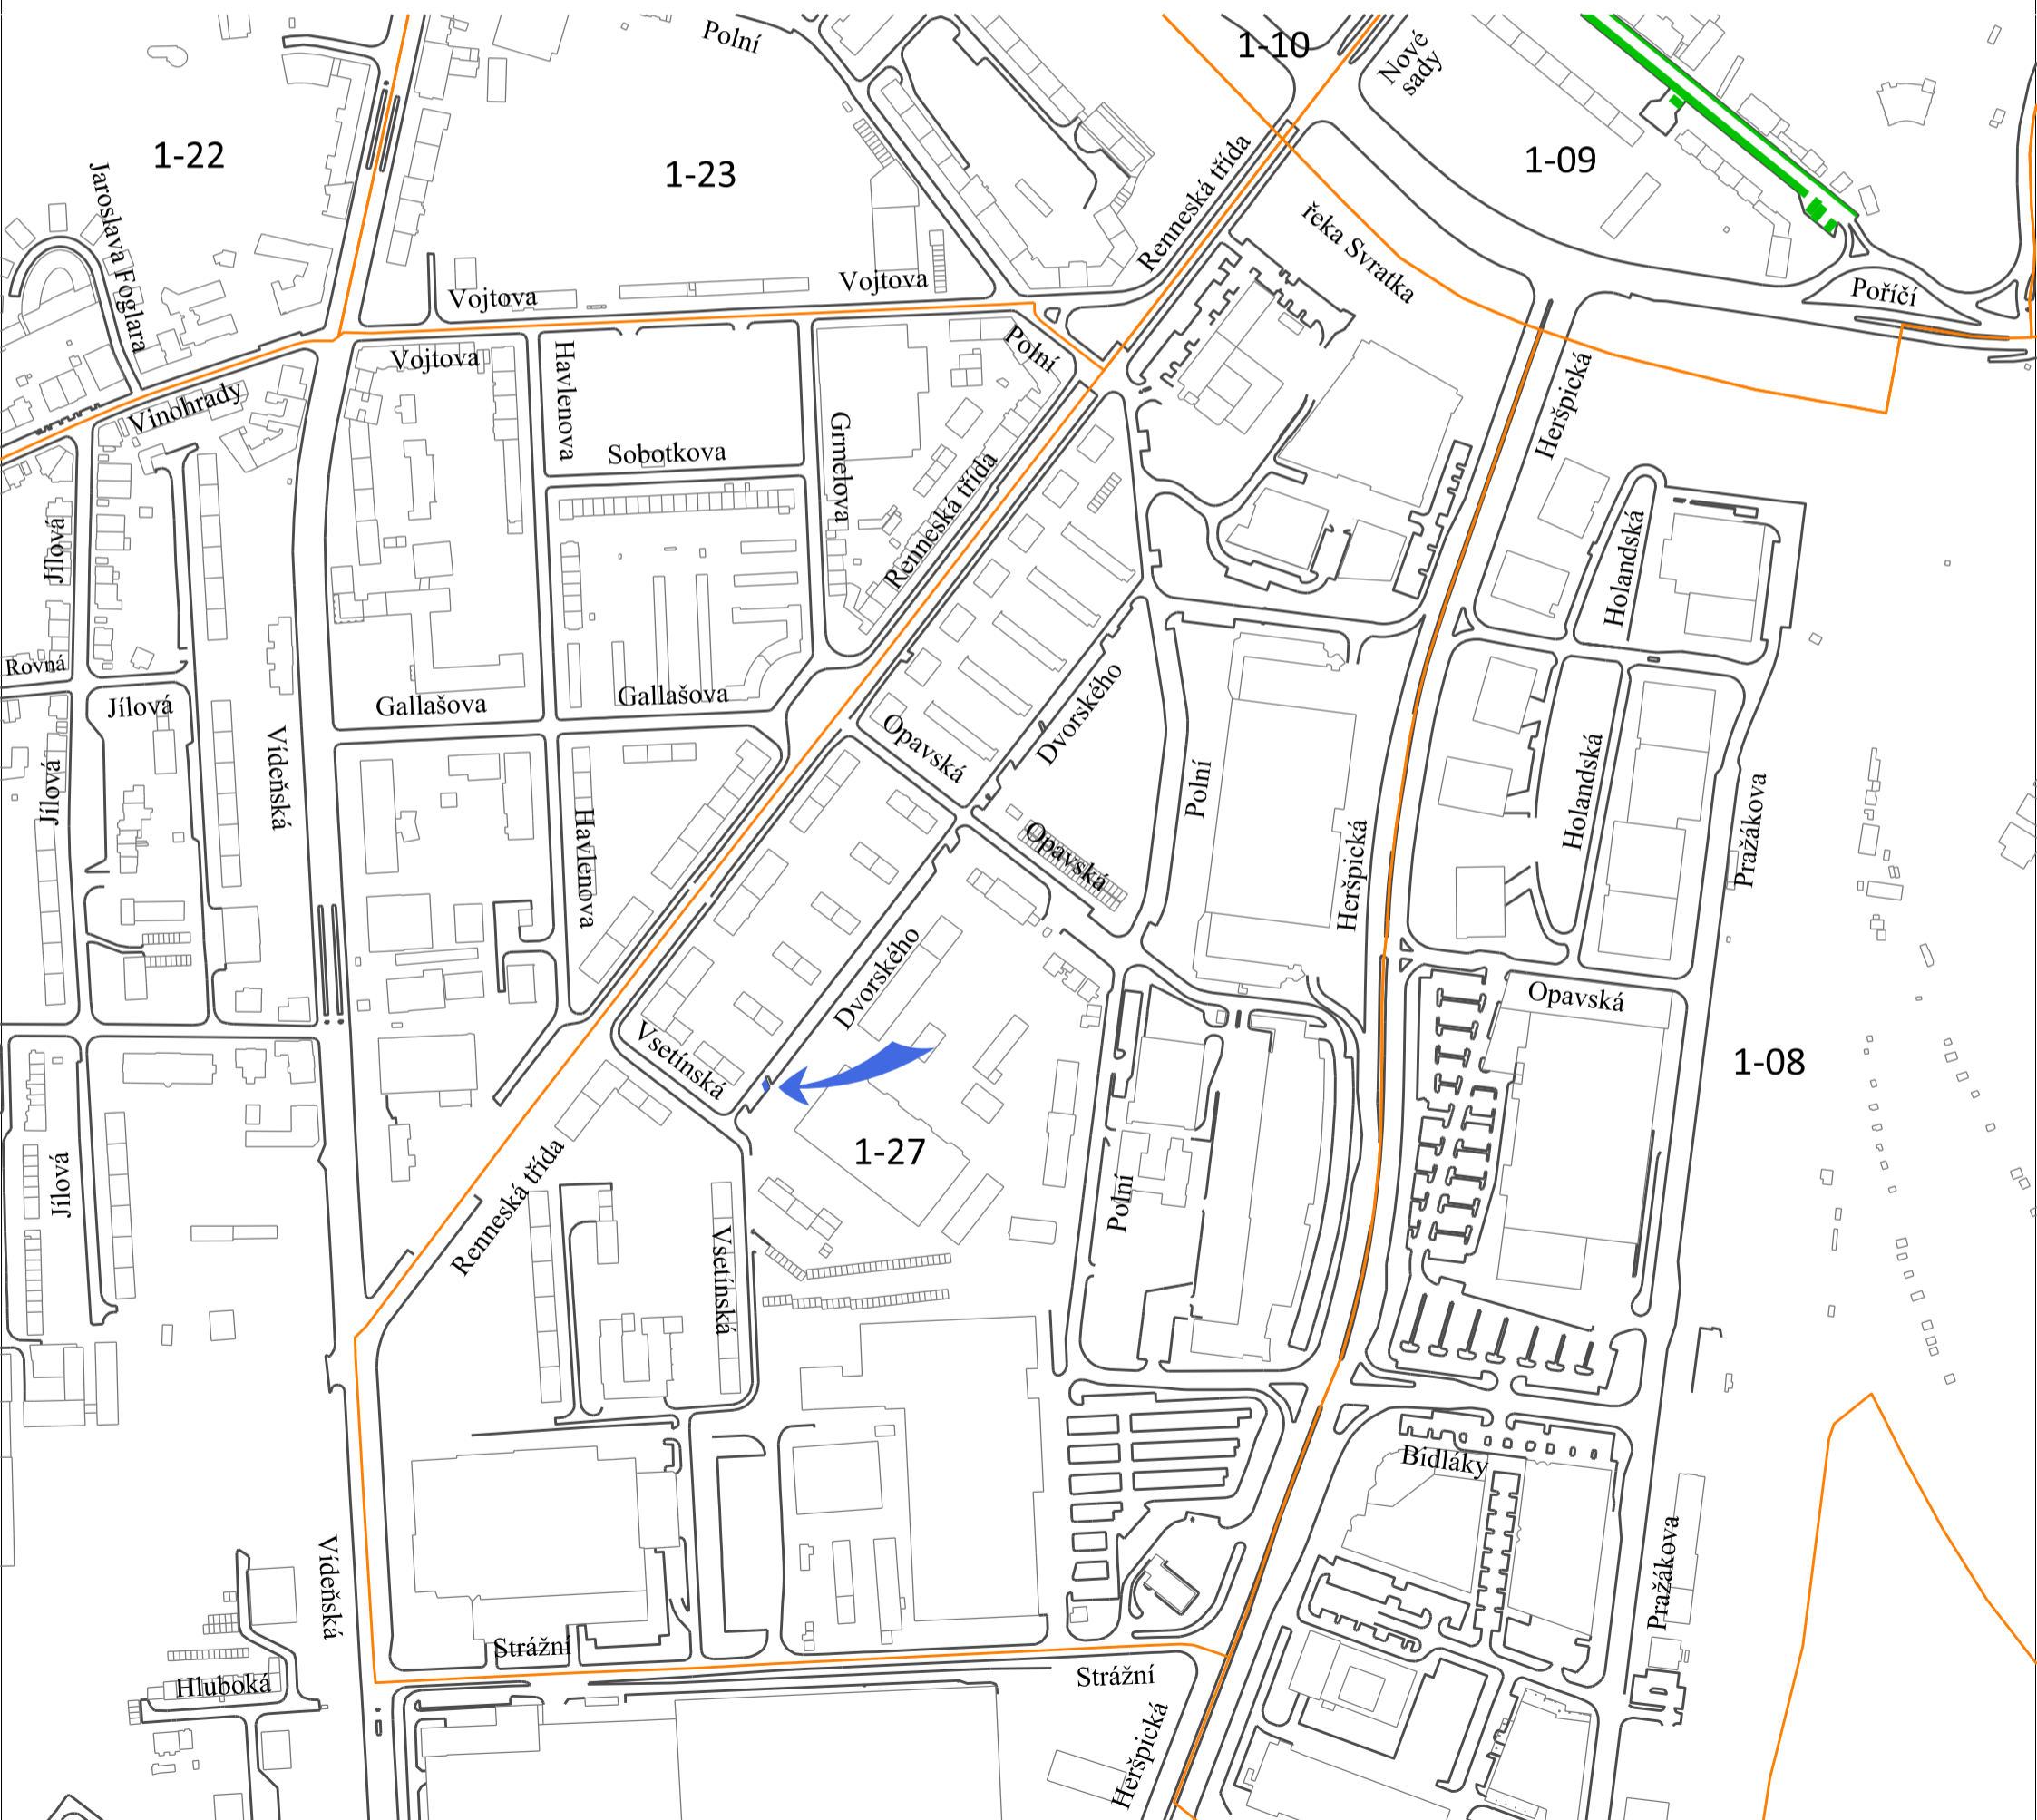 Polní
1-10
Nové
sady
1-22
1-23
1-09
Jaroslava Foglara
Renneská třída
řeka Svratka
Vojtova
Vojtova
Poříčí
Vojtova
Havlenova
Polní
Heršpická
Vinohrady
Sobotkova
Grmelova
Renneská třída
Jílová
Holandská
Rovná
Jílová
Gallašova
Gallašova
Dvorského
Opavská
Vídeňská
Jílová
Polní
Holandská
Pražákova
Havlenova
Opavská
Heršpická
Dvorského
Opavská
Vsetínská
1-08
1-27
Jílová
Renneská třída
Polní
Vsetínská
Bidláky
Vídeňská
Pražákova
Strážní
Hluboká
Strážní
Heršpická